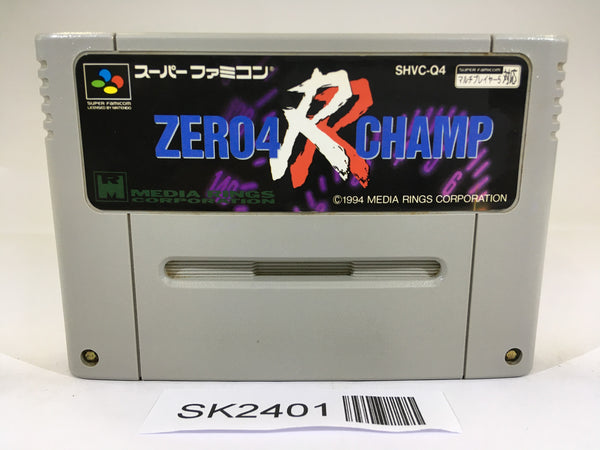 スーパーファミコン®
SHVC-Q4
SUPER FAMICOM
マルチプレイヤー5対応
SUPER FAMICOM
LICENSED BY NINTENDO
ZERO4 RR CHAMP
MEDIA RINGS
CORPORATION
©1994 MEDIA RINGS CORPORATION
SK2401